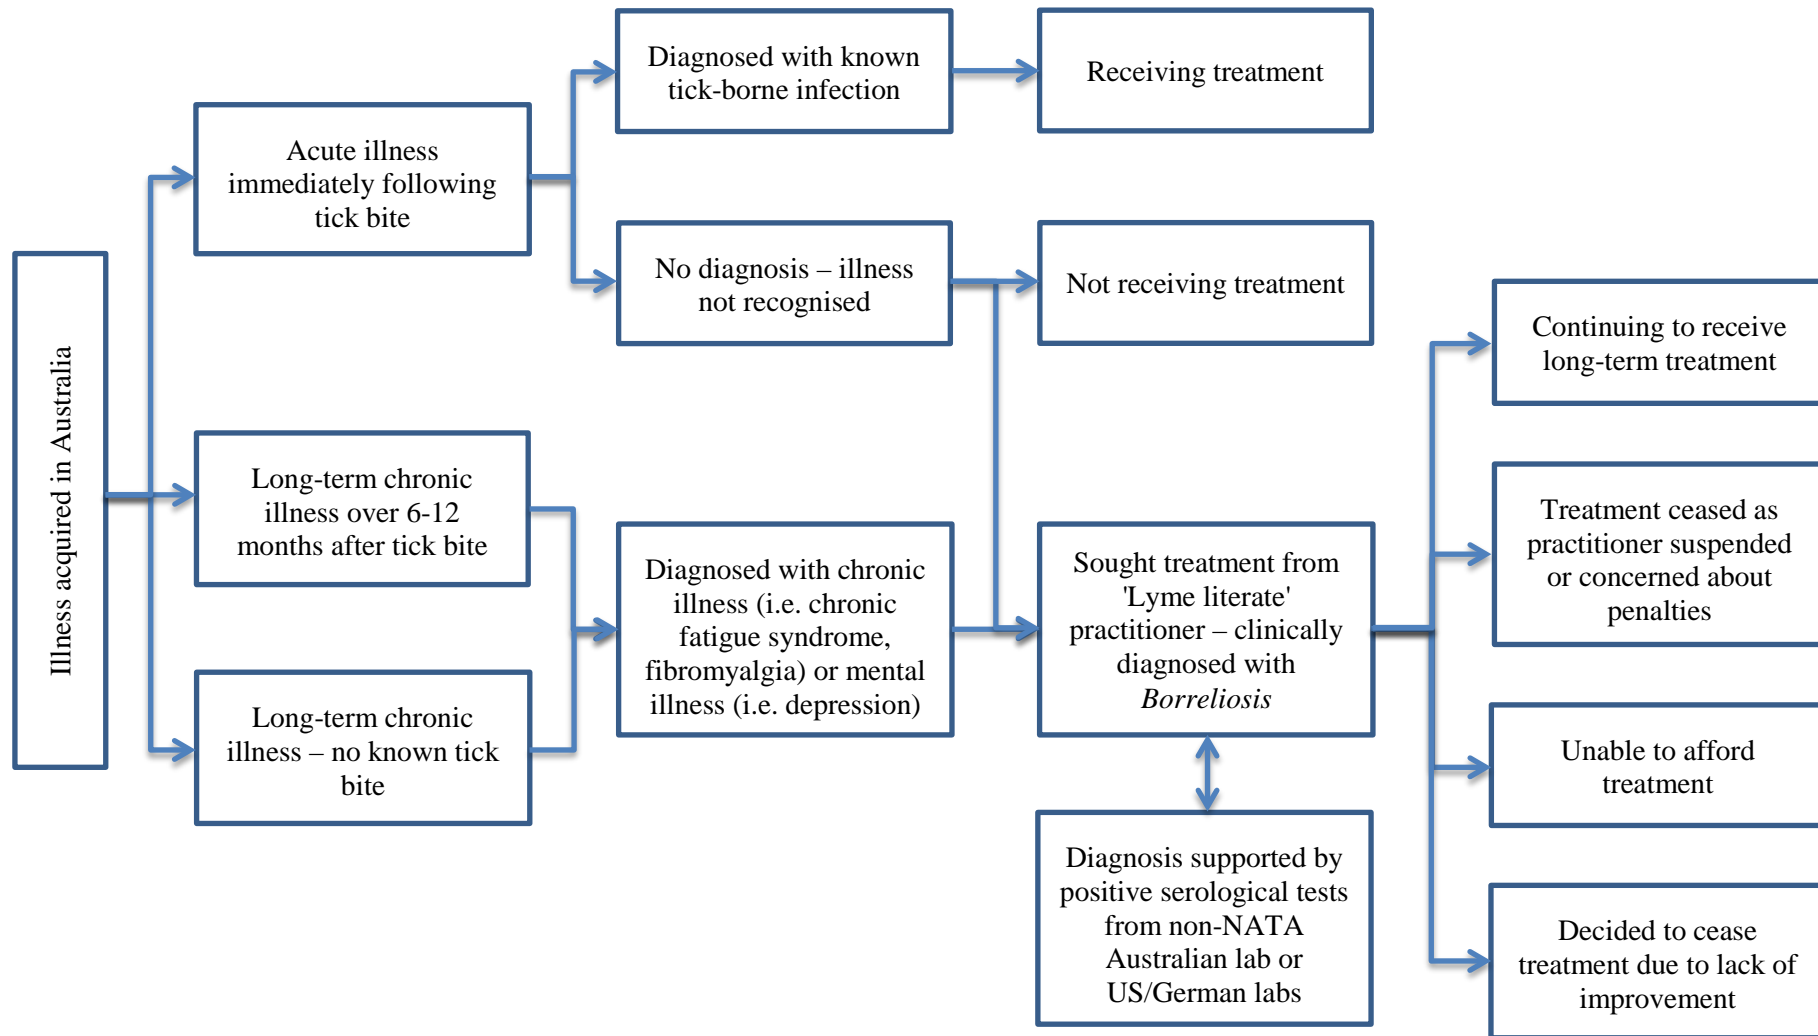 Illness acquired in Australia
Acute illness
immediately following
tick bite
Long-term chronic
illness over 6-12
months after tick bite
Long-term chronic
illness – no known tick
bite
Diagnosed with known
tick-borne infection
No diagnosis – illness
not recognised
Diagnosed with chronic
illness (i.e. chronic
fatigue syndrome,
fibromyalgia) or mental
illness (i.e. depression)
Receiving treatment
Not receiving treatment
Sought treatment from
'Lyme literate'
practitioner – clinically
diagnosed with
Borreliosis
Diagnosis supported by
positive serological tests
from non-NATA
Australian lab or
US/German labs
Continuing to receive
long-term treatment
Treatment ceased as
practitioner suspended
or concerned about
penalties
Unable to afford
treatment
Decided to cease
treatment due to lack of
improvement